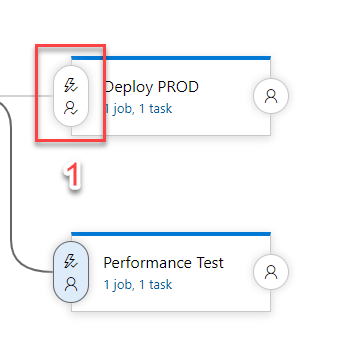 Deploy PROD
1 job, 1 task
1
Performance Test
1 job, 1 task